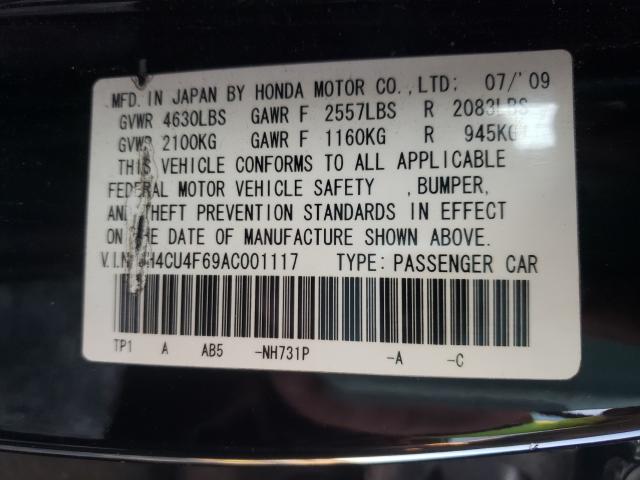 MFD. IN JAPAN BY HONDA MOTOR CO., LTD: 07/'09
GVWR 4630LBS GAWR F 2557LBS R 2083LBS
GVWR 2100KG GAWR F 1160KG R 945KG
THIS VEHICLE CONFORMS TO ALL APPLICABLE
FEDERAL MOTOR VEHICLE SAFETY , BUMPER,
AND THEFT PREVENTION STANDARDS IN EFFECT
ON THE DATE OF MANUFACTURE SHOWN ABOVE.
V.I.N. TYPE: PASSENGER CAR
TP1 A AB5 -NH731P -A -C